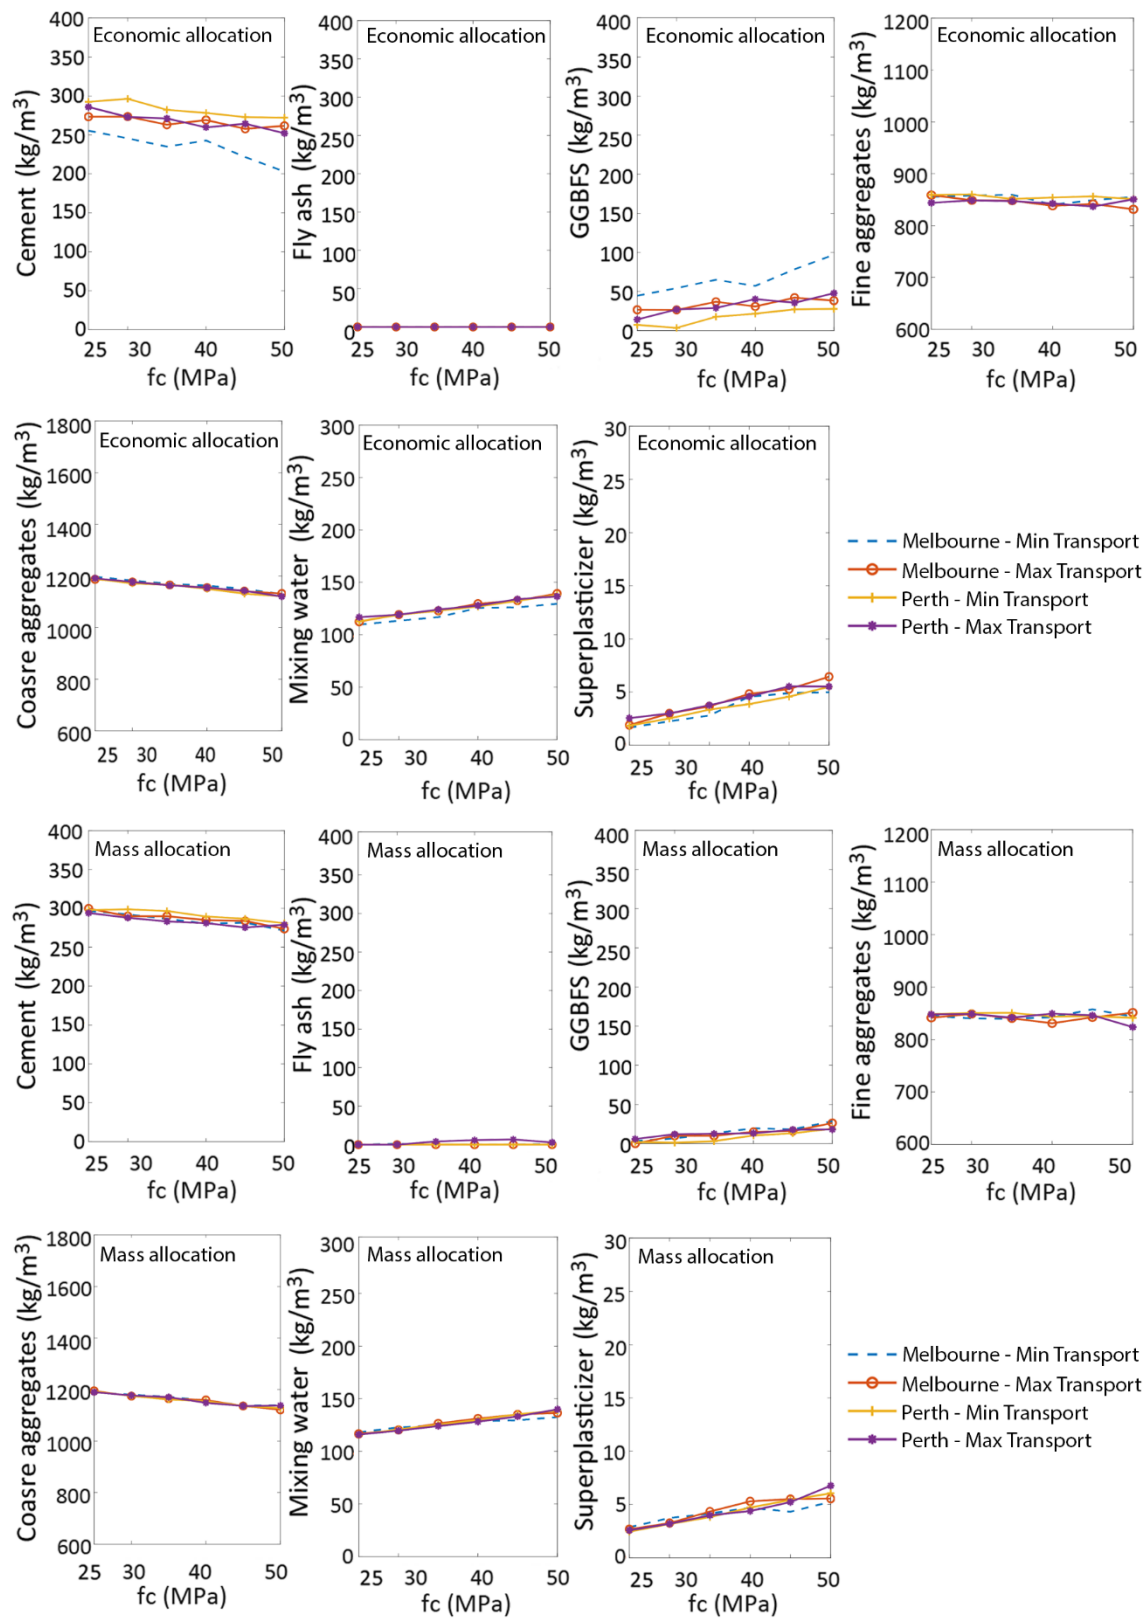 Economic allocation
Cement (kg/m³)
400
350
300
250
200
150
100
50
0
25 30 40 50
fc (MPa)
Economic allocation
Fly ash (kg/m³)
400
350
300
250
200
150
100
50
0
25 30 40 50
fc (MPa)
Economic allocation
GGBFS (kg/m³)
400
350
300
250
200
150
100
50
0
25 30 40 50
fc (MPa)
Economic allocation
Fine aggregates (kg/m³)
1200
1100
1000
900
800
700
600
25 30 40 50
fc (MPa)
Economic allocation
Coasre aggregates (kg/m³)
1800
1600
1400
1200
1000
800
600
25 30 40 50
fc (MPa)
Economic allocation
Mixing water (kg/m³)
300
250
200
150
100
50
0
25 30 40 50
fc (MPa)
Economic allocation
Superplasticizer (kg/m³)
30
25
20
15
10
5
0
25 30 40 50
fc (MPa)
Melbourne - Min Transport
Melbourne - Max Transport
Perth - Min Transport
Perth - Max Transport
Mass allocation
Cement (kg/m³)
400
350
300
250
200
150
100
50
0
25 30 40 50
fc (MPa)
Mass allocation
Fly ash (kg/m³)
400
350
300
250
200
150
100
50
0
25 30 40 50
fc (MPa)
Mass allocation
GGBFS (kg/m³)
400
350
300
250
200
150
100
50
0
25 30 40 50
fc (MPa)
Mass allocation
Fine aggregates (kg/m³)
1200
1100
1000
900
800
700
600
25 30 40 50
fc (MPa)
Mass allocation
Coasre aggregates (kg/m³)
1800
1600
1400
1200
1000
800
600
25 30 40 50
fc (MPa)
Mass allocation
Mixing water (kg/m³)
300
250
200
150
100
50
0
25 30 40 50
fc (MPa)
Mass allocation
Superplasticizer (kg/m³)
30
25
20
15
10
5
0
25 30 40 50
fc (MPa)
Melbourne - Min Transport
Melbourne - Max Transport
Perth - Min Transport
Perth - Max Transport